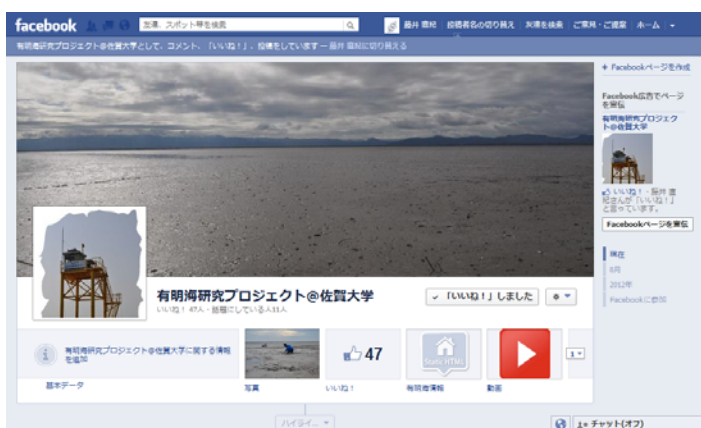 facebook
友達、スポット等を検索
藤井 直紀
投稿者名の切り替え
友達を検索
ご意見・ご提案
ホーム
有明海研究プロジェクト@佐賀大学として、コメント、「いいね！」、投稿をしています — 藤井 直紀に切り替える
+ Facebookページを作成
Facebook広告でページ
を宣伝
有明海研究プロジェク
ト@佐賀大学
いいね！・藤井 直
紀さんが「いいね！」
と言っています。
Facebookページを宣伝
現在
2012年
Facebookに参加
有明海研究プロジェクト@佐賀大学
いいね！ 47人・話題にしている人11人
✓ 「いいね！」しました
有明海研究プロジェクト@佐賀大学に関する情報
を追加
基本データ
写真
47
いいね！
Static HTML
有明海情報
動画
1
ハイライ...
チャット(オフ)